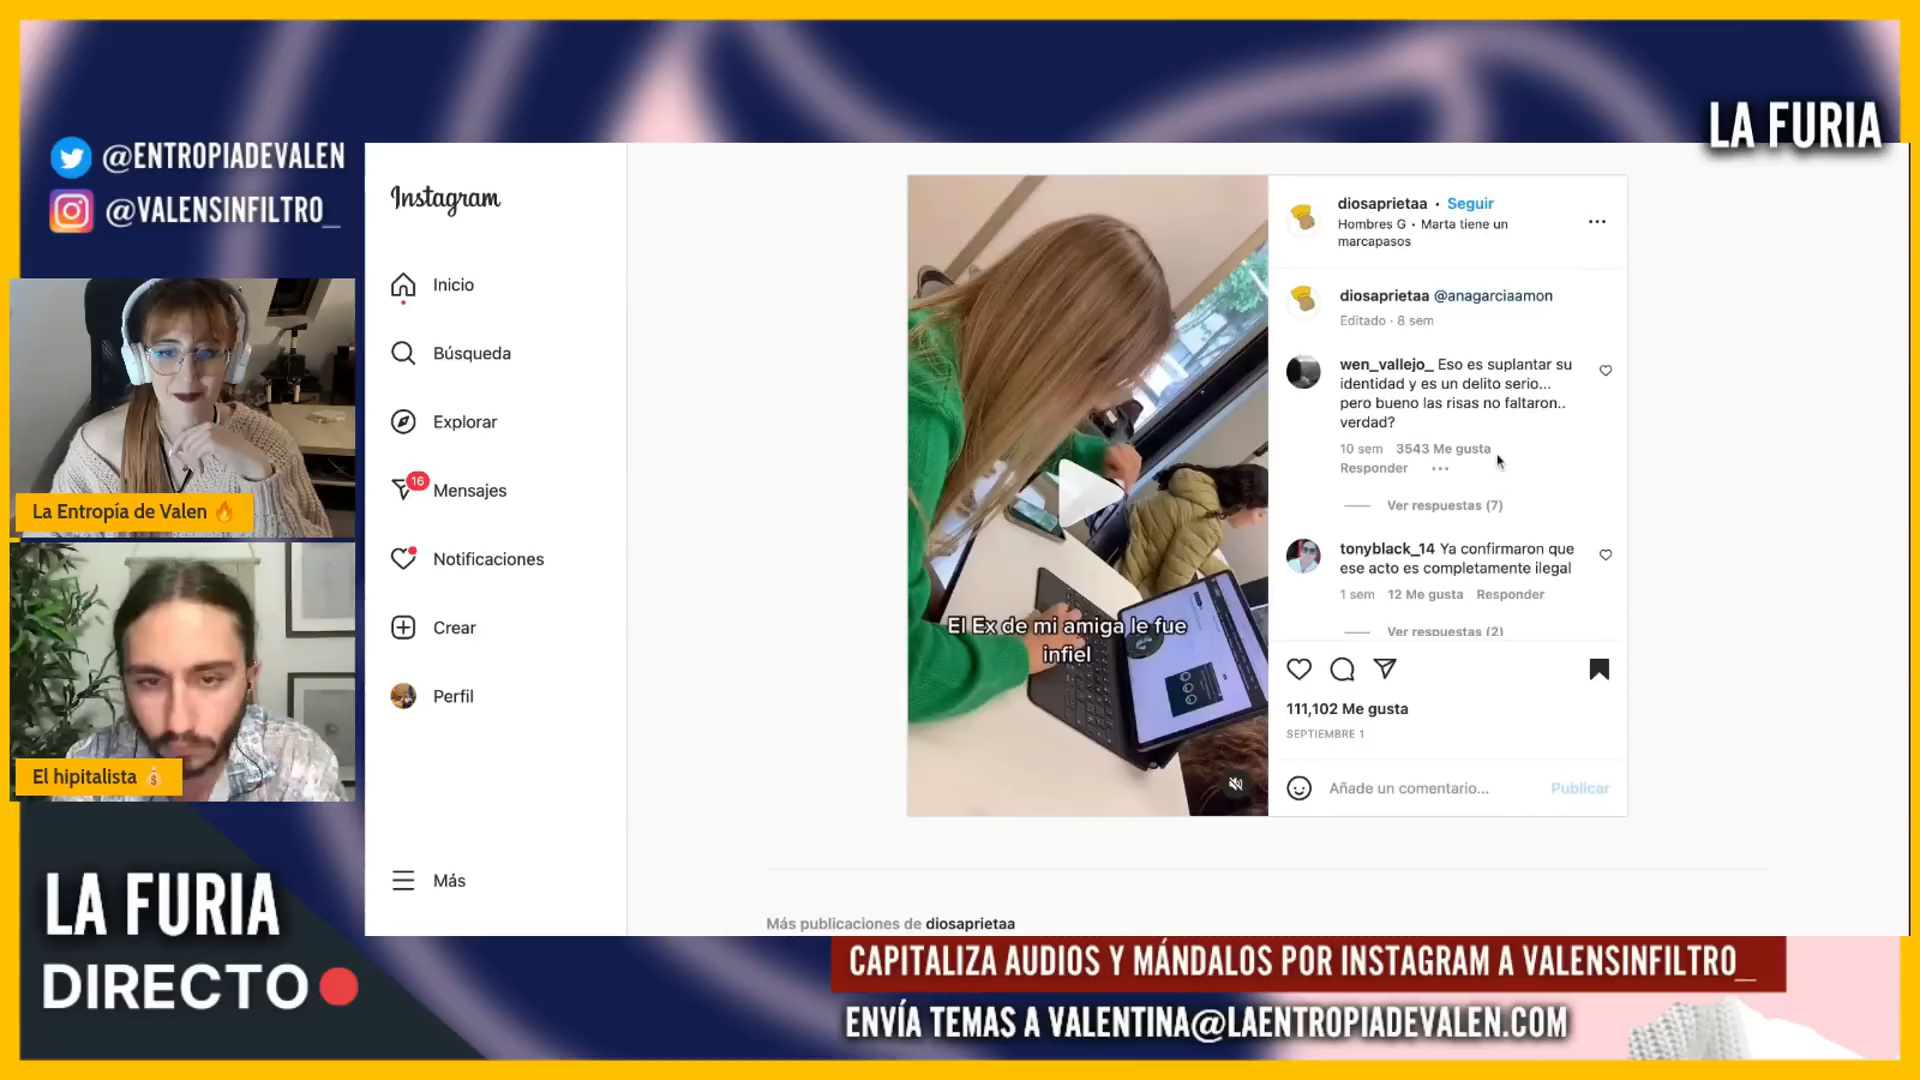 LA FURIA
@ENTROPIADEVALEN
@VALENSINFILTRO_
La Entropía de Valen
El hipitalista
LA FURIA
DIRECTO
Instagram
Inicio
Búsqueda
Explorar
16
Mensajes
Notificaciones
Crear
Perfil
Más
El Ex de mi amiga le fue
infiel
diosaprietaa • Seguir
Hombres G • Marta tiene un
marcapasos
diosaprietaa @anagarciaamon
Editado · 8 sem
wen_vallejo_ Eso es suplantar su
identidad y es un delito serio...
pero bueno las risas no faltaron..
verdad?
10 sem 3543 Me gusta
Responder
Ver respuestas (7)
tonyblack_14 Ya confirmaron que
ese acto es completamente ilegal
1 sem 12 Me gusta Responder
Ver respuestas (2)
111,102 Me gusta
SEPTIEMBRE 1
Añade un comentario...
Publicar
Más publicaciones de diosaprietaa
CAPITALIZA AUDIOS Y MÁNDALOS POR INSTAGRAM A VALENSINFILTRO_
ENVÍA TEMAS A VALENTINA@LAENTROPIADEVALEN.COM